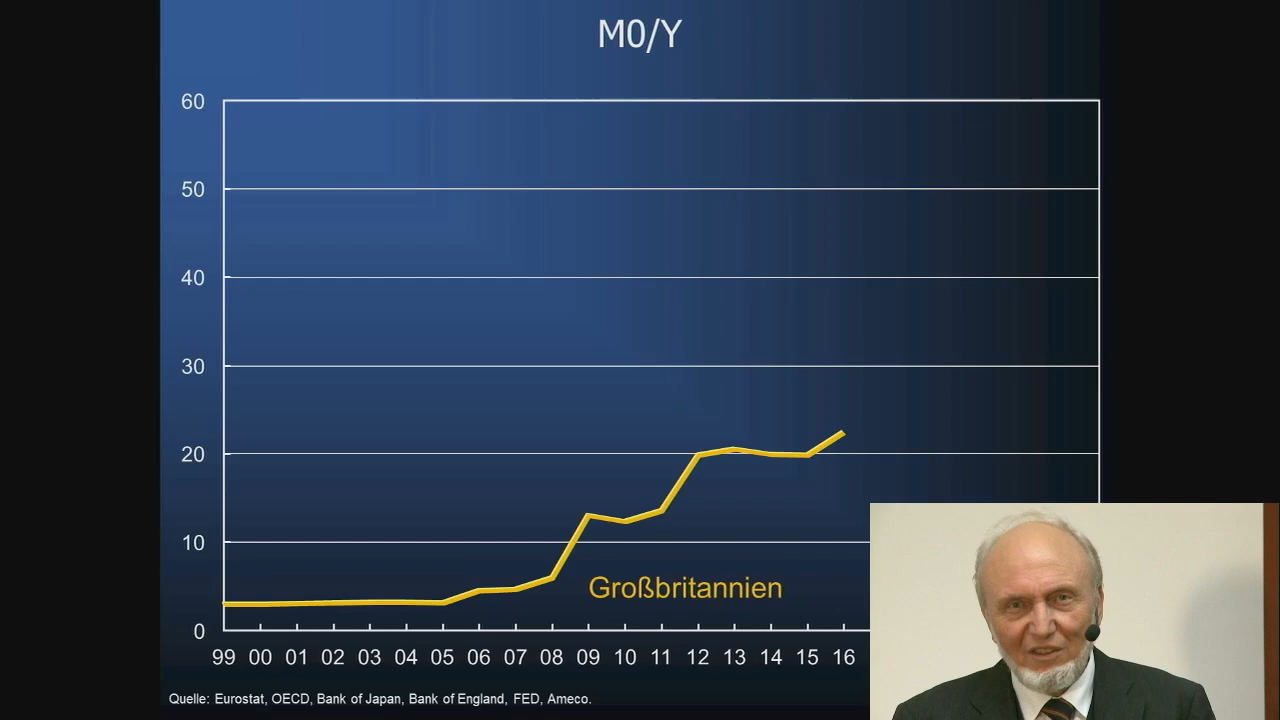 M0/Y
60
50
40
30
20
10
0
Großbritannien
99 00 01 02 03 04 05 06 07 08 09 10 11 12 13 14 15 16
Quelle: Eurostat, OECD, Bank of Japan, Bank of England, FED, Ameco.